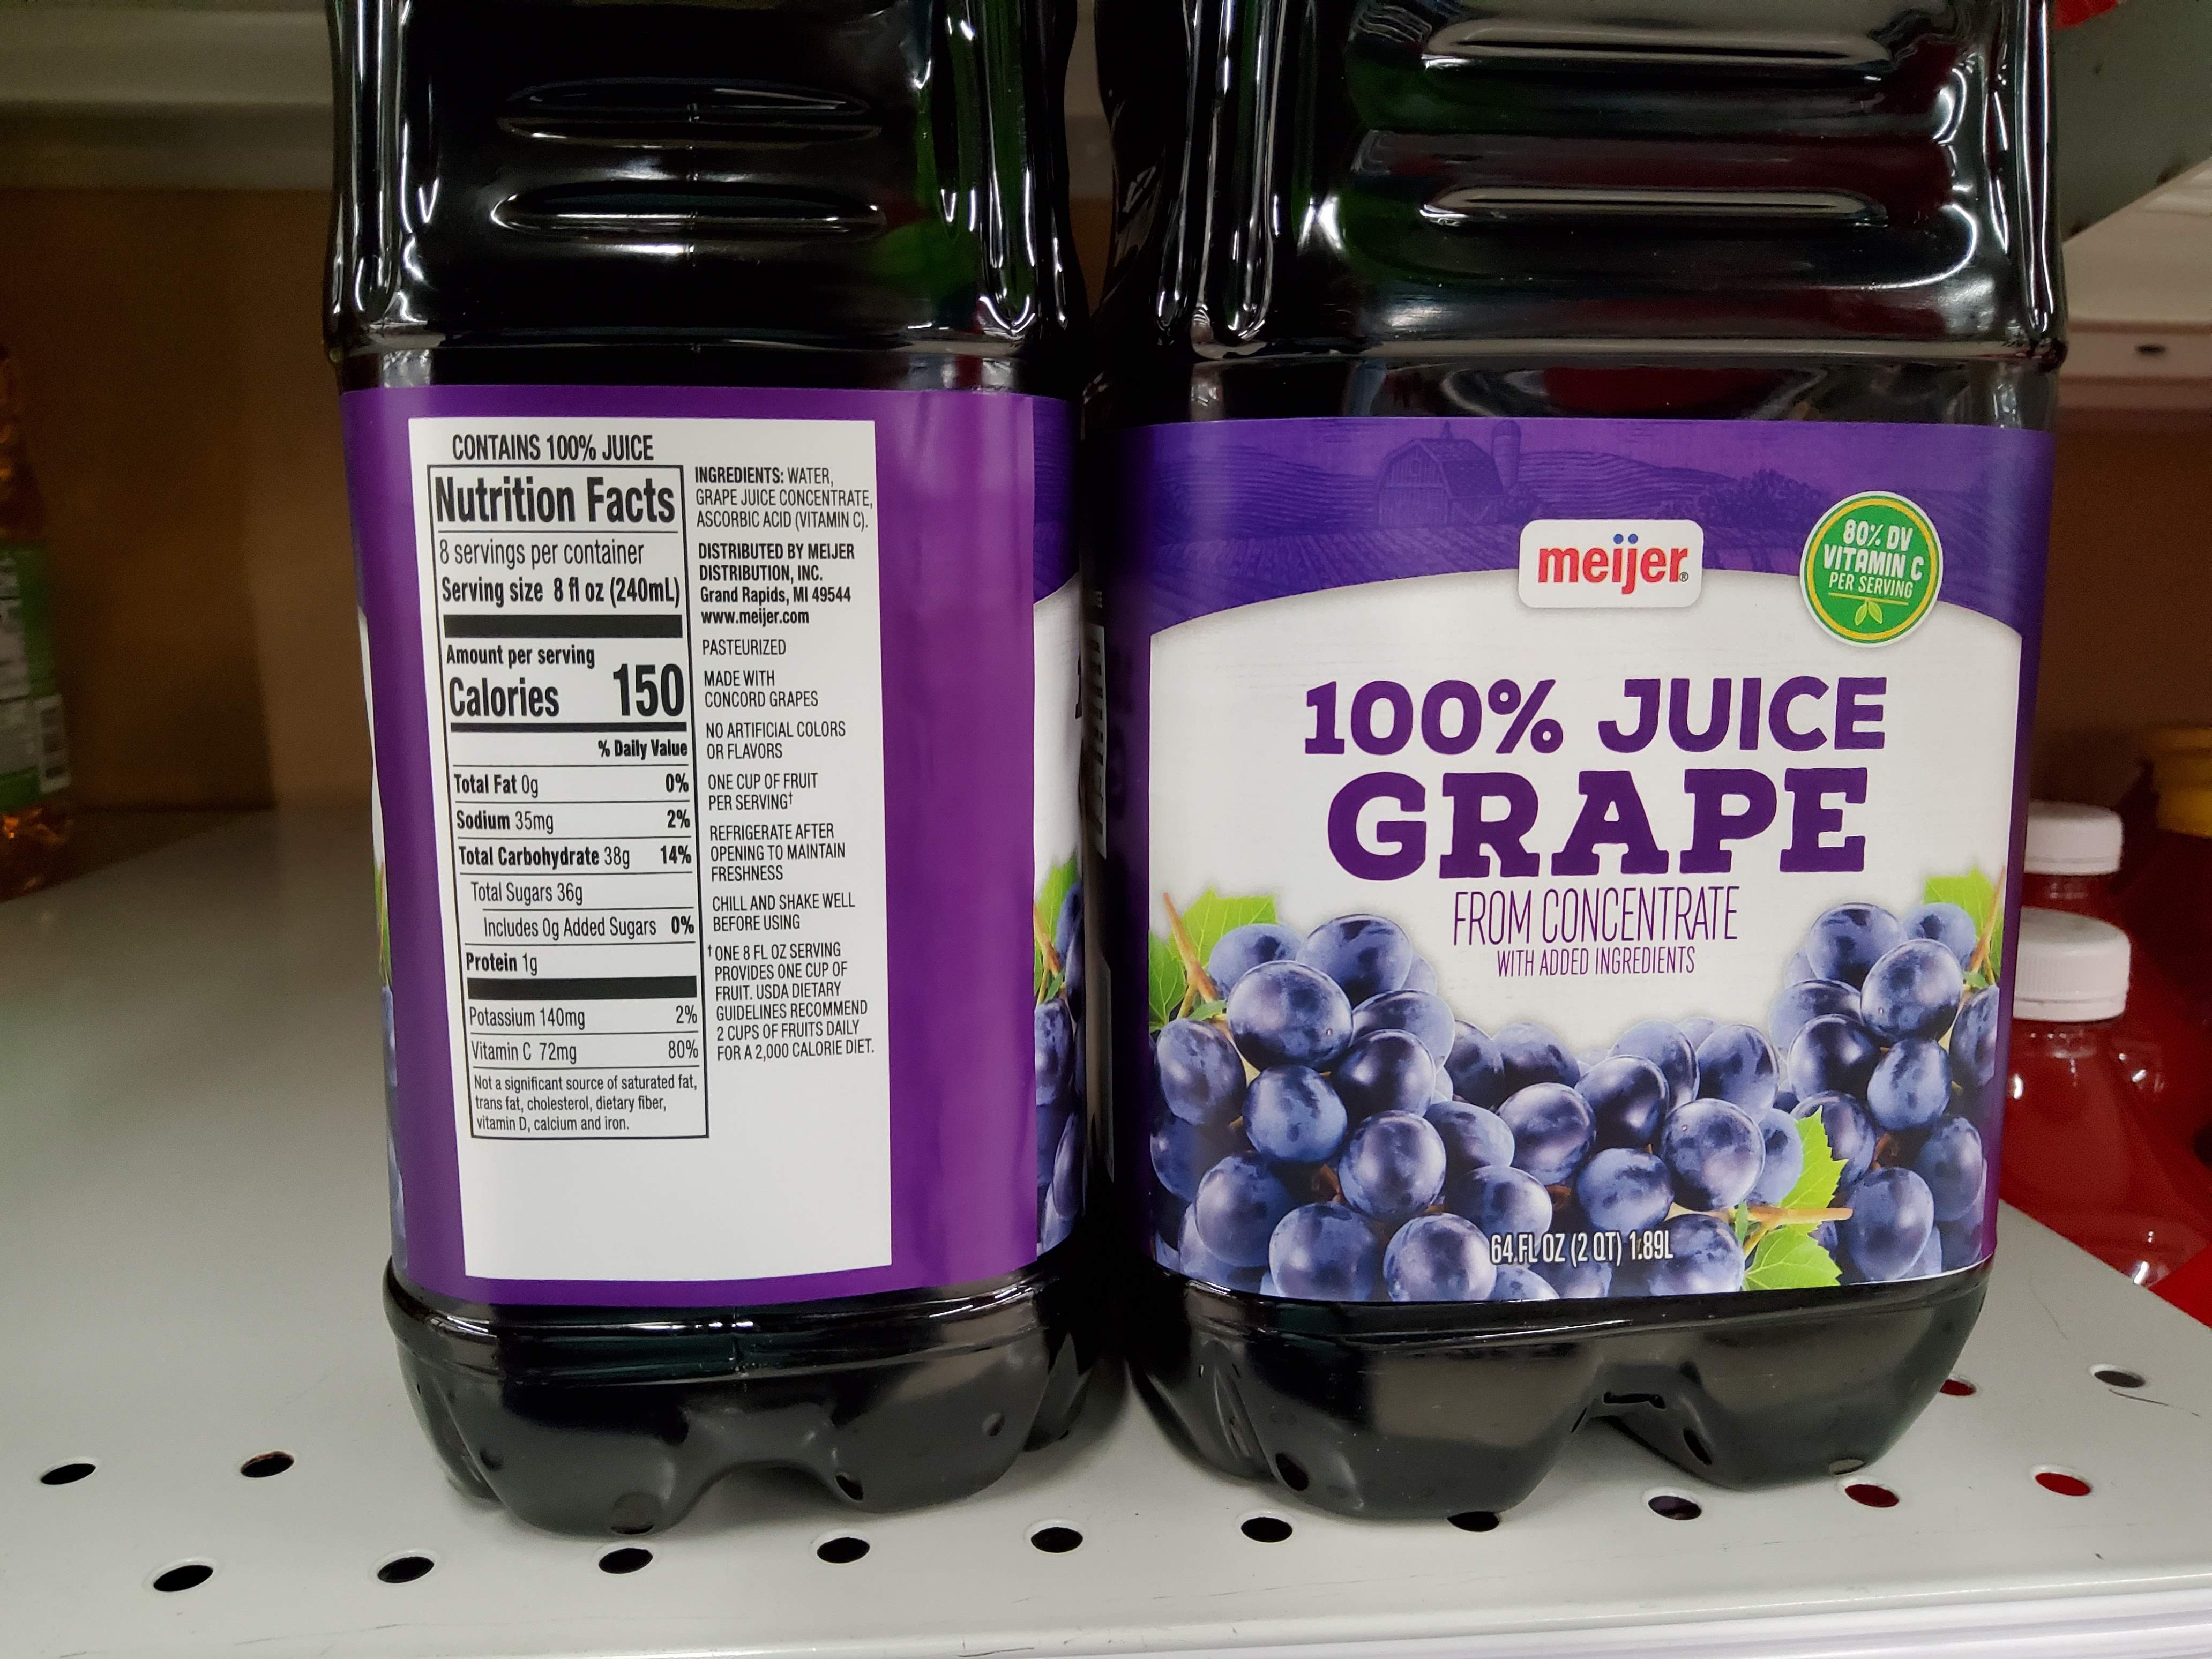 CONTAINS 100% JUICE
Nutrition Facts
8 servings per container
Serving size 8 fl oz (240mL)
Amount per serving
Calories 150
% Daily Value
Total Fat 0g 0%
Sodium 35mg 2%
Total Carbohydrate 38g 14%
Total Sugars 36g
Includes 0g Added Sugars 0%
Protein 1g
Potassium 140mg 2%
Vitamin C 72mg 80%
Not a significant source of saturated fat,
trans fat, cholesterol, dietary fiber,
vitamin D, calcium and iron.
INGREDIENTS: WATER,
GRAPE JUICE CONCENTRATE,
ASCORBIC ACID (VITAMIN C).
DISTRIBUTED BY MEIJER
DISTRIBUTION, INC.
Grand Rapids, MI 49544
www.meijer.com
PASTEURIZED
MADE WITH
CONCORD GRAPES
NO ARTIFICIAL COLORS
OR FLAVORS
ONE CUP OF FRUIT
PER SERVING†
REFRIGERATE AFTER
OPENING TO MAINTAIN
FRESHNESS
CHILL AND SHAKE WELL
BEFORE USING
†ONE 8 FL OZ SERVING
PROVIDES ONE CUP OF
FRUIT. USDA DIETARY
GUIDELINES RECOMMEND
2 CUPS OF FRUITS DAILY
FOR A 2,000 CALORIE DIET.
meijer®
80% DV
VITAMIN C
PER SERVING
100% JUICE
GRAPE
FROM CONCENTRATE
WITH ADDED INGREDIENTS
64 FL OZ (2 QT) 1.89L